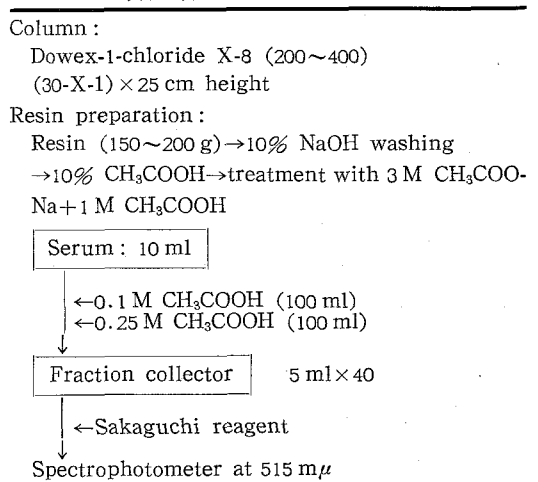 Column :
Dowex-1-chloride X-8 (200~400)
(30-X-1) × 25 cm height
Resin preparation :
Resin (150~200 g)→10% NaOH washing
→10% CH₃COOH→treatment with 3 M CH₃COO-
Na+1 M CH₃COOH
Serum : 10 ml
←0.1 M CH₃COOH (100 ml)
←0.25 M CH₃COOH (100 ml)
Fraction collector 5 ml × 40
←Sakaguchi reagent
Spectrophotometer at 515 mμ